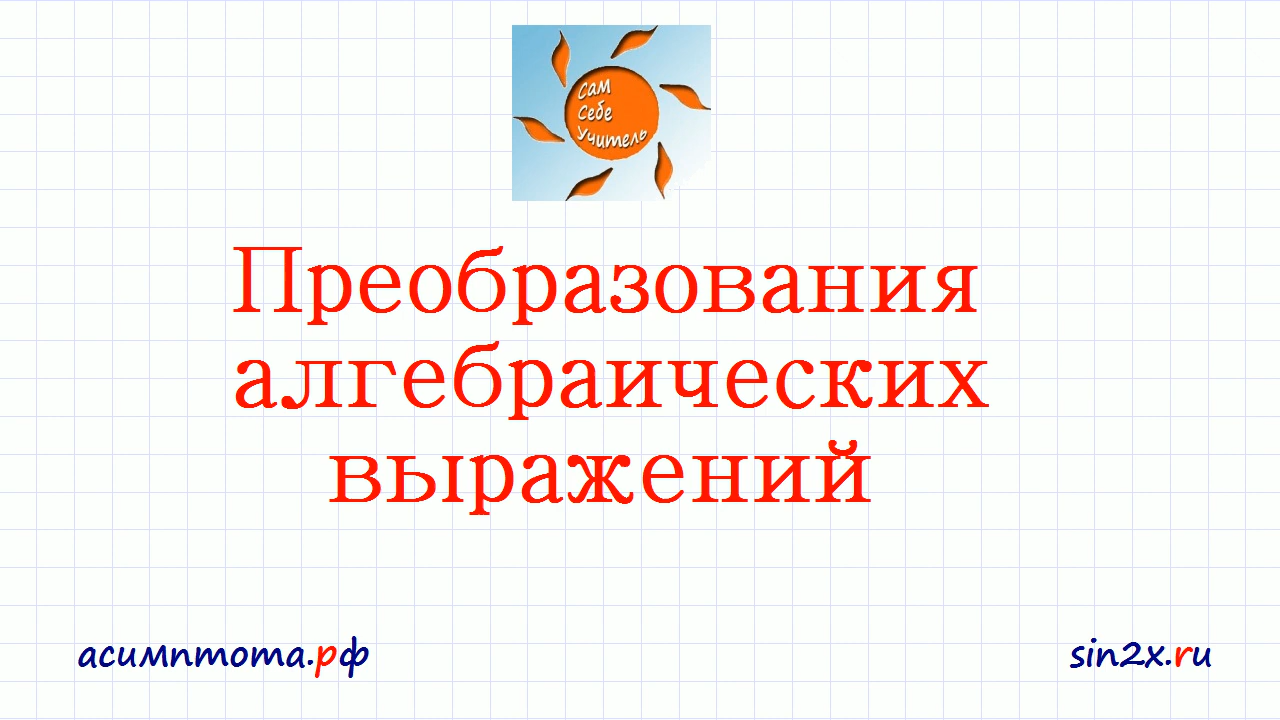 Сам
Себе
Учитель
Преобразования
алгебраических
выражений
асимптота.рф
sin2x.ru